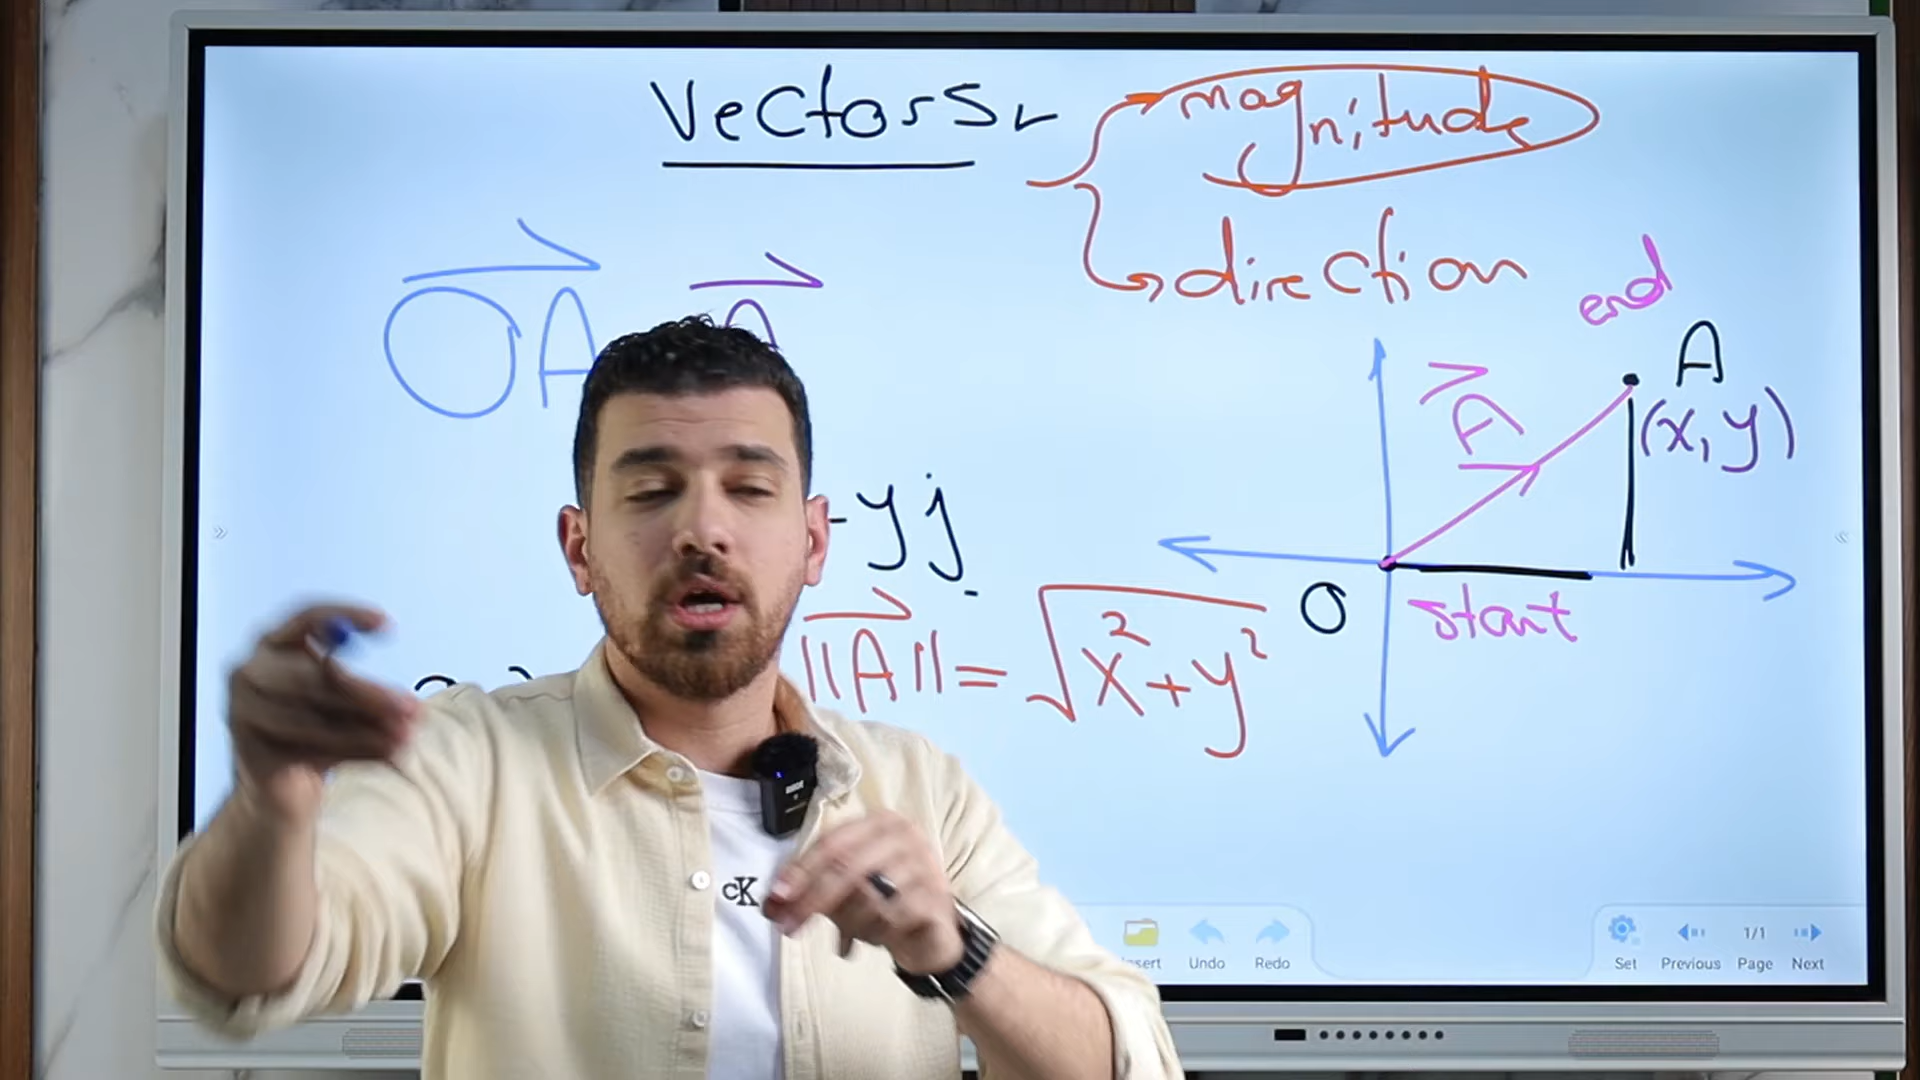 Vectors
magnitude
direction
OA A
end
A
A
(x, y)
yj
O
start
||A|| = √x²+y²
CK
Insert Undo Redo
Set Previous 1/1 Page Next